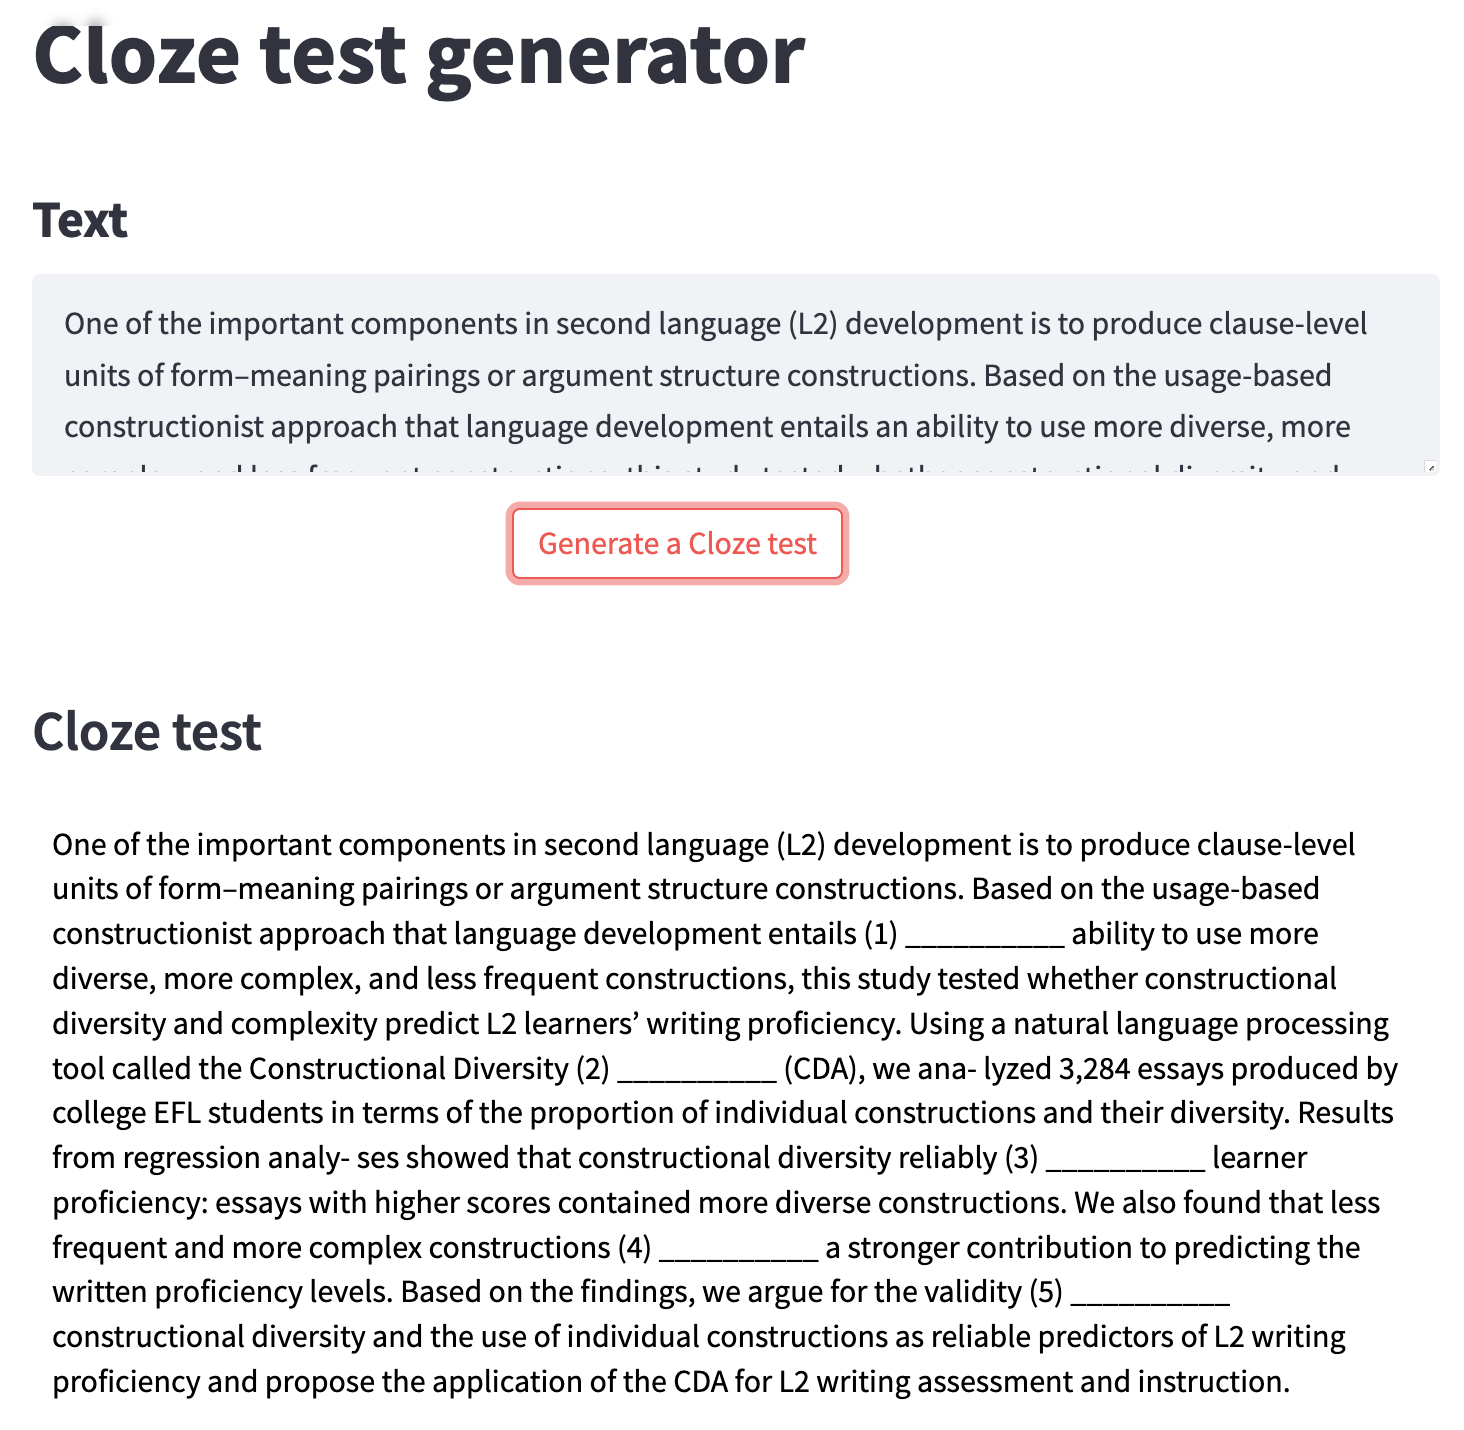 Cloze test generator
Text
One of the important components in second language (L2) development is to produce clause-level
units of form–meaning pairings or argument structure constructions. Based on the usage-based
constructionist approach that language development entails an ability to use more diverse, more
Generate a Cloze test
Cloze test
One of the important components in second language (L2) development is to produce clause-level
units of form–meaning pairings or argument structure constructions. Based on the usage-based
constructionist approach that language development entails (1) __________ ability to use more
diverse, more complex, and less frequent constructions, this study tested whether constructional
diversity and complexity predict L2 learners’ writing proficiency. Using a natural language processing
tool called the Constructional Diversity (2) __________ (CDA), we ana- lyzed 3,284 essays produced by
college EFL students in terms of the proportion of individual constructions and their diversity. Results
from regression analy- ses showed that constructional diversity reliably (3) __________ learner
proficiency: essays with higher scores contained more diverse constructions. We also found that less
frequent and more complex constructions (4) __________ a stronger contribution to predicting the
written proficiency levels. Based on the findings, we argue for the validity (5) __________
constructional diversity and the use of individual constructions as reliable predictors of L2 writing
proficiency and propose the application of the CDA for L2 writing assessment and instruction.